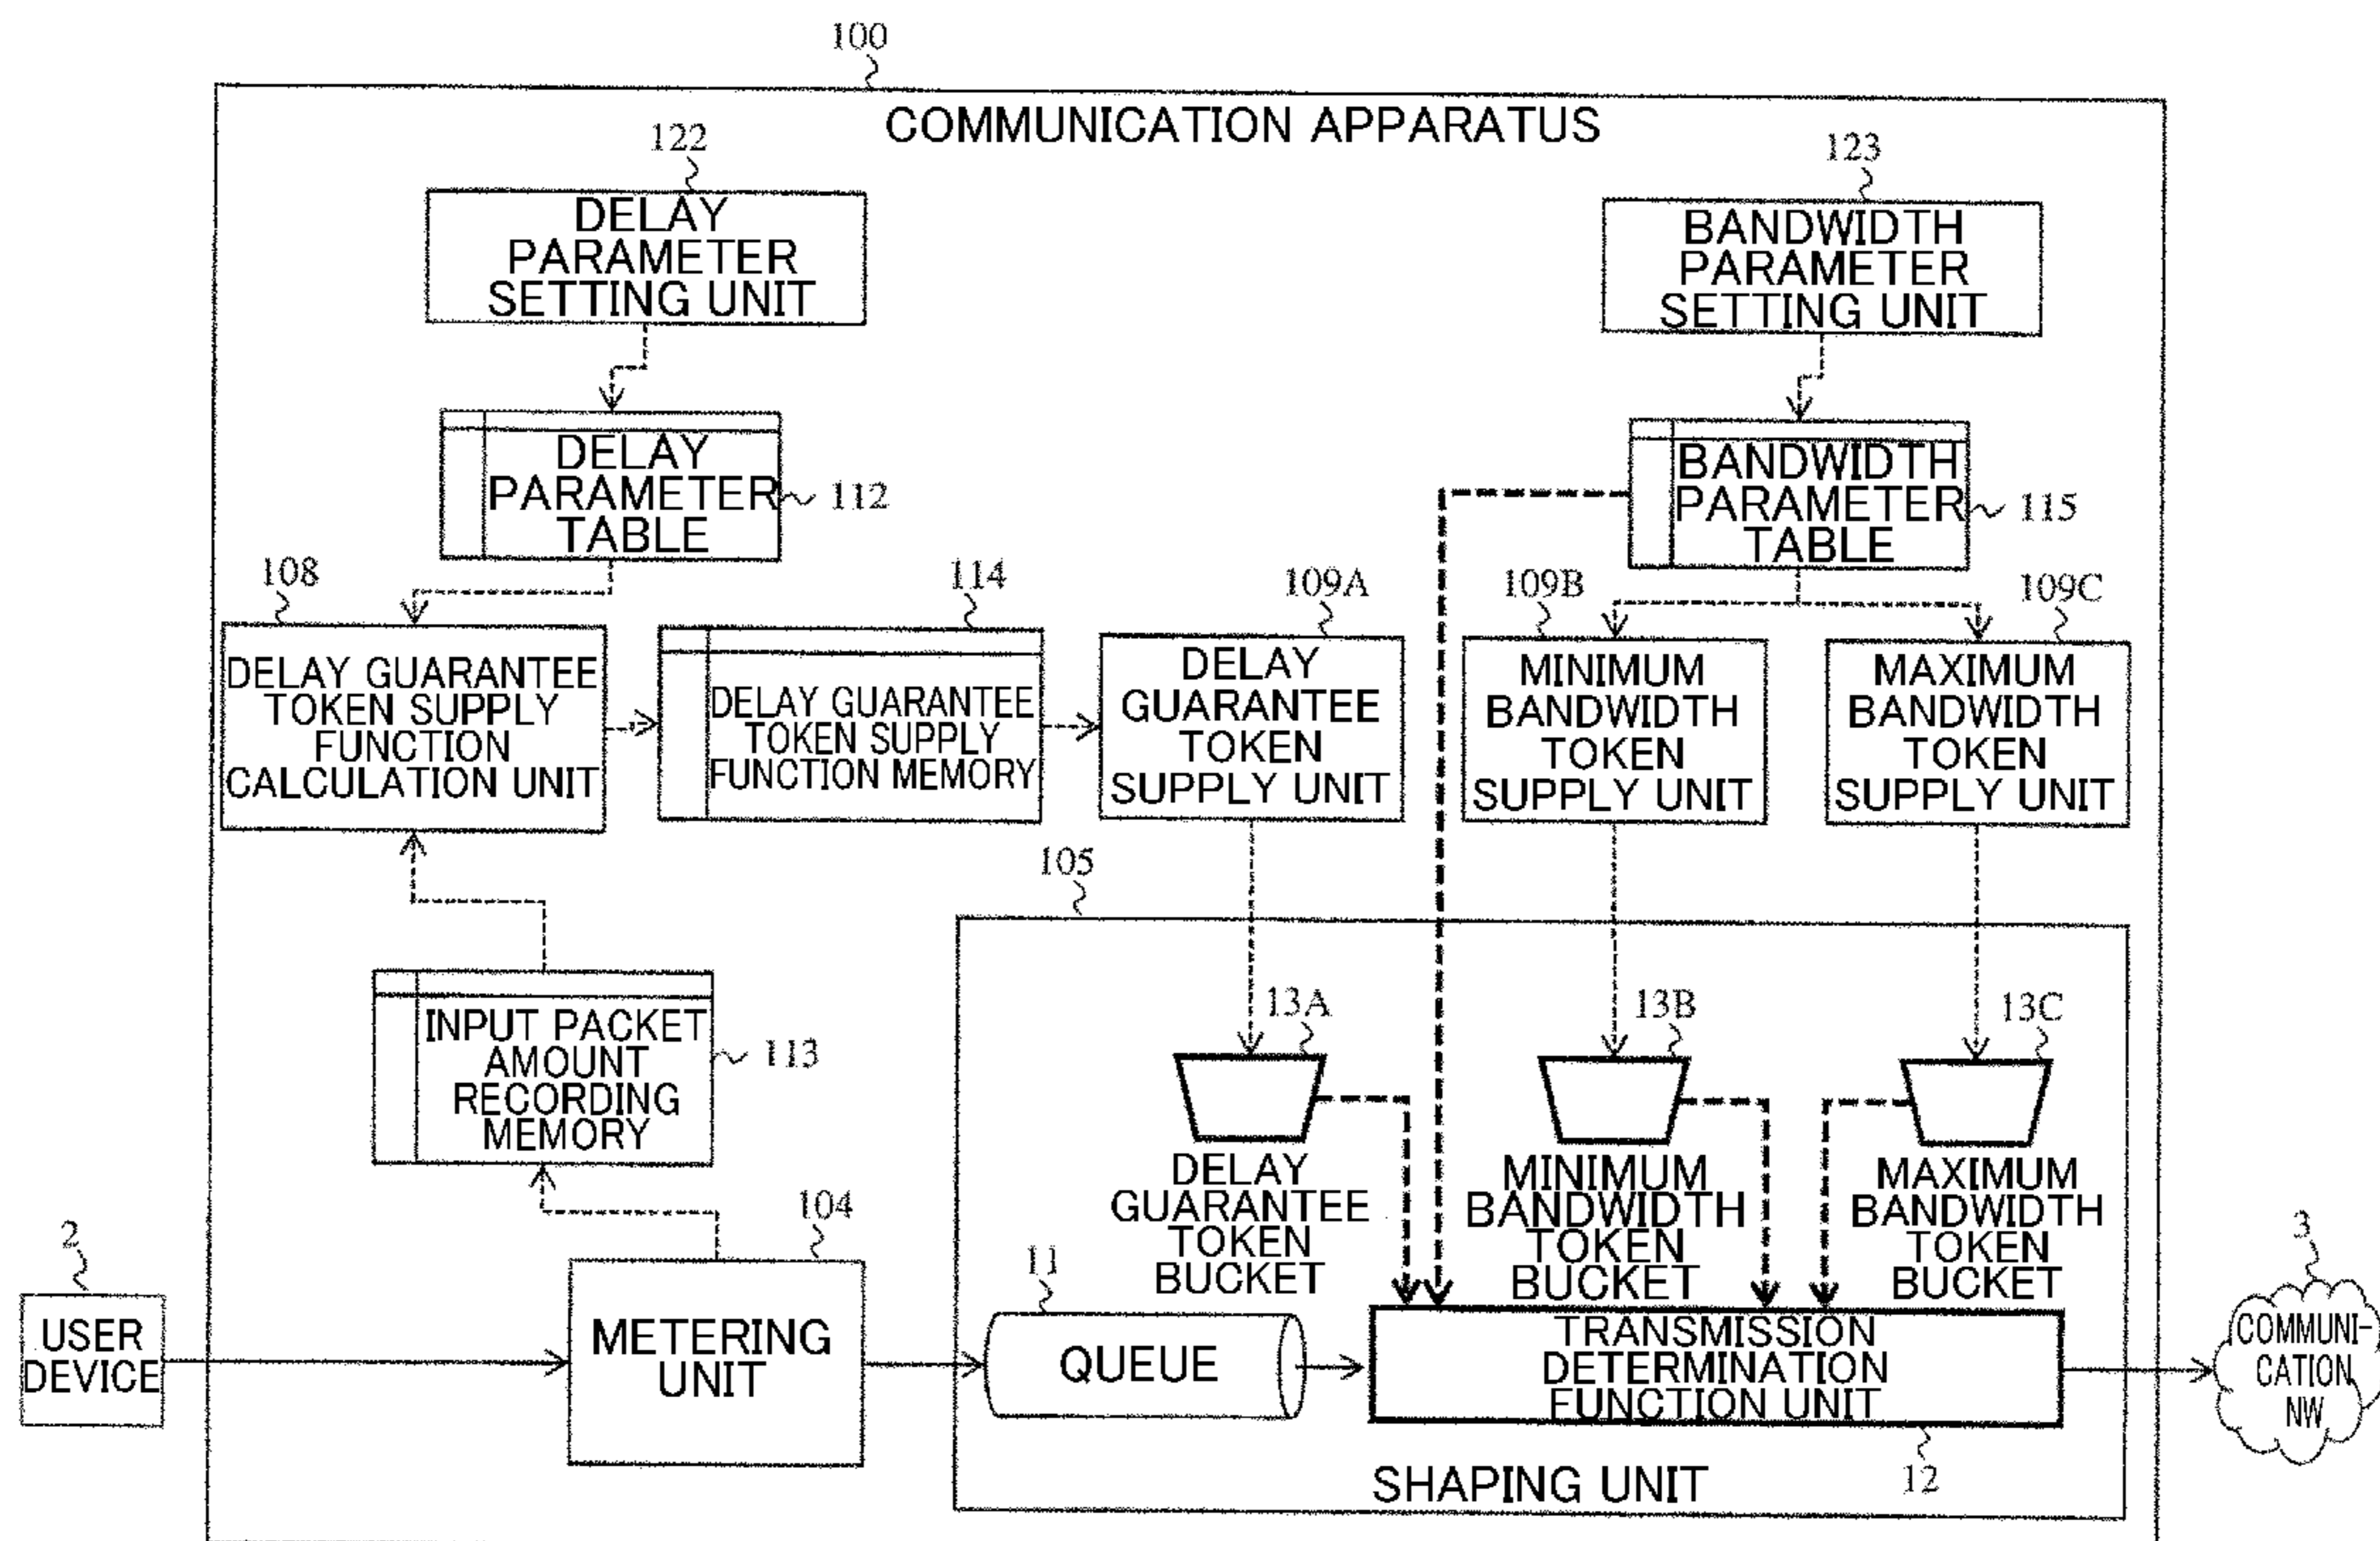 100
COMMUNICATION APPARATUS
122
DELAY
PARAMETER
SETTING UNIT
123
BANDWIDTH
PARAMETER
SETTING UNIT
DELAY
PARAMETER
TABLE
112
BANDWIDTH
PARAMETER
TABLE
115
108
DELAY GUARANTEE
TOKEN SUPPLY
FUNCTION
CALCULATION UNIT
114
DELAY GUARANTEE
TOKEN SUPPLY
FUNCTION MEMORY
109A
DELAY
GUARANTEE
TOKEN
SUPPLY UNIT
109B
MINIMUM
BANDWIDTH
TOKEN
SUPPLY UNIT
109C
MAXIMUM
BANDWIDTH
TOKEN
SUPPLY UNIT
105
INPUT PACKET
AMOUNT
RECORDING
MEMORY
113
13A
DELAY
GUARANTEE
TOKEN
BUCKET
13B
MINIMUM
BANDWIDTH
TOKEN
BUCKET
13C
MAXIMUM
BANDWIDTH
TOKEN
BUCKET
2
USER
DEVICE
104
METERING
UNIT
11
QUEUE
TRANSMISSION
DETERMINATION
FUNCTION UNIT
12
SHAPING UNIT
3
COMMUNI-
CATION
NW